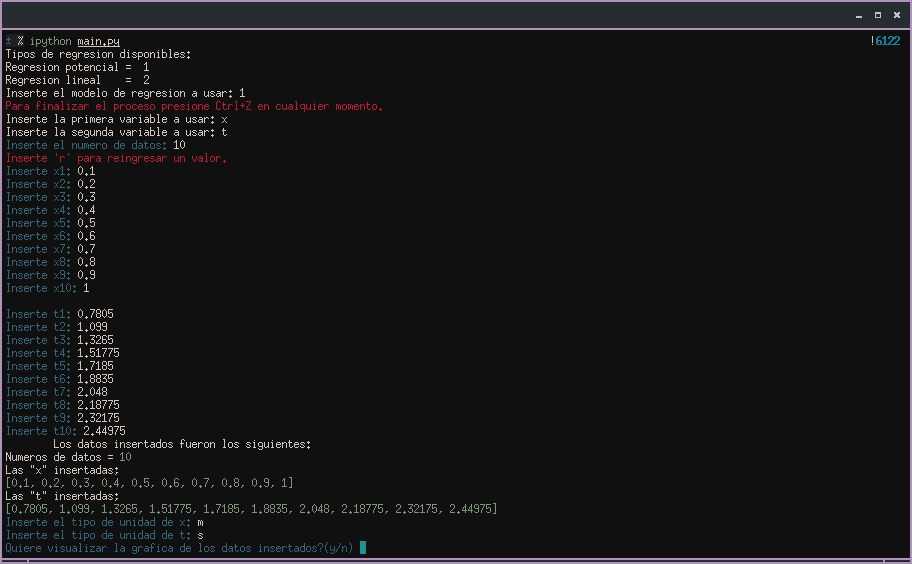 ± % ipython main.py !6122
Tipos de regresion disponibles:
Regresion potencial = 1
Regresion lineal = 2
Inserte el modelo de regresion a usar: 1
Para finalizar el proceso presione Ctrl+Z en cualquier momento.
Inserte la primera variable a usar: x
Inserte la segunda variable a usar: t
Inserte el numero de datos: 10
Inserte 'r' para reingresar un valor.
Inserte x1: 0.1
Inserte x2: 0.2
Inserte x3: 0.3
Inserte x4: 0.4
Inserte x5: 0.5
Inserte x6: 0.6
Inserte x7: 0.7
Inserte x8: 0.8
Inserte x9: 0.9
Inserte x10: 1
Inserte t1: 0.7805
Inserte t2: 1.099
Inserte t3: 1.3265
Inserte t4: 1.51775
Inserte t5: 1.7185
Inserte t6: 1.8835
Inserte t7: 2.048
Inserte t8: 2.18775
Inserte t9: 2.32175
Inserte t10: 2.44975
Los datos insertados fueron los siguientes:
Numeros de datos = 10
Las "x" insertadas;
[0.1, 0.2, 0.3, 0.4, 0.5, 0.6, 0.7, 0.8, 0.9, 1]
Las "t" insertadas;
[0.7805, 1.099, 1.3265, 1.51775, 1.7185, 1.8835, 2.048, 2.18775, 2.32175, 2.44975]
Inserte el tipo de unidad de x: m
Inserte el tipo de unidad de t: s
Quiere visualizar la grafica de los datos insertados?(y/n)